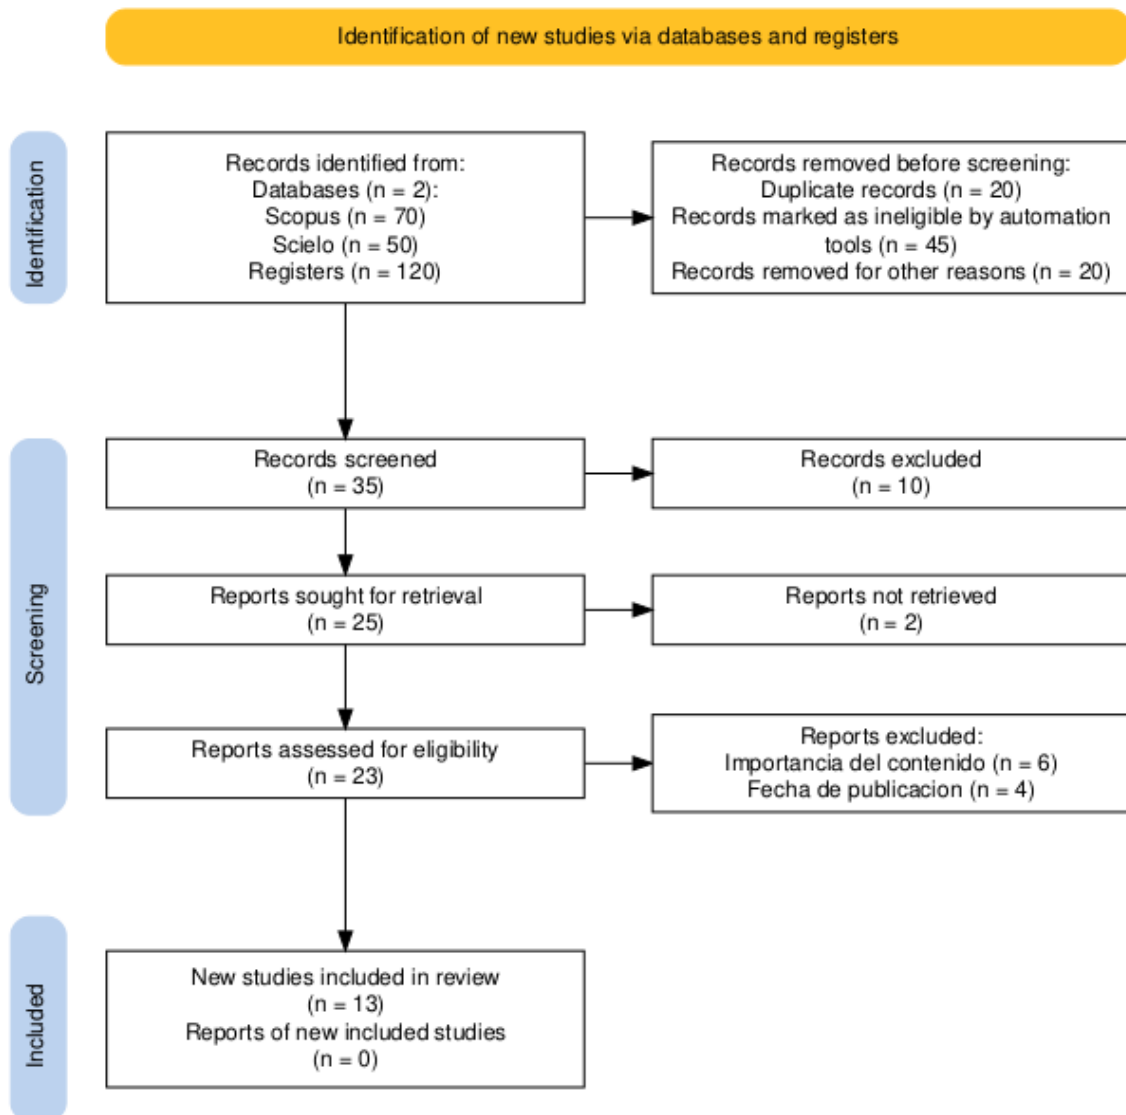 Identification of new studies via databases and registers
Identification
Records identified from:
Databases (n = 2):
Scopus (n = 70)
Scielo (n = 50)
Registers (n = 120)
Records removed before screening:
Duplicate records (n = 20)
Records marked as ineligible by automation
tools (n = 45)
Records removed for other reasons (n = 20)
Screening
Records screened
(n = 35)
Records excluded
(n = 10)
Reports sought for retrieval
(n = 25)
Reports not retrieved
(n = 2)
Reports assessed for eligibility
(n = 23)
Reports excluded:
Importancia del contenido (n = 6)
Fecha de publicacion (n = 4)
Included
New studies included in review
(n = 13)
Reports of new included studies
(n = 0)